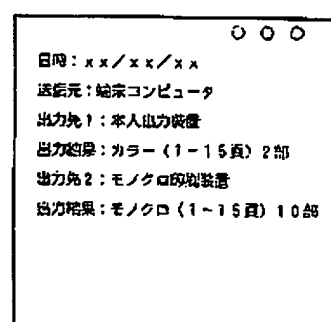 日時：xx／xx／xx
送信元：端末コンピュータ
出力先1：本人出力装置
出力結果：カラー（1－15頁）2部
出力先2：モノクロ印刷装置
出力結果：モノクロ（1－15頁）10部